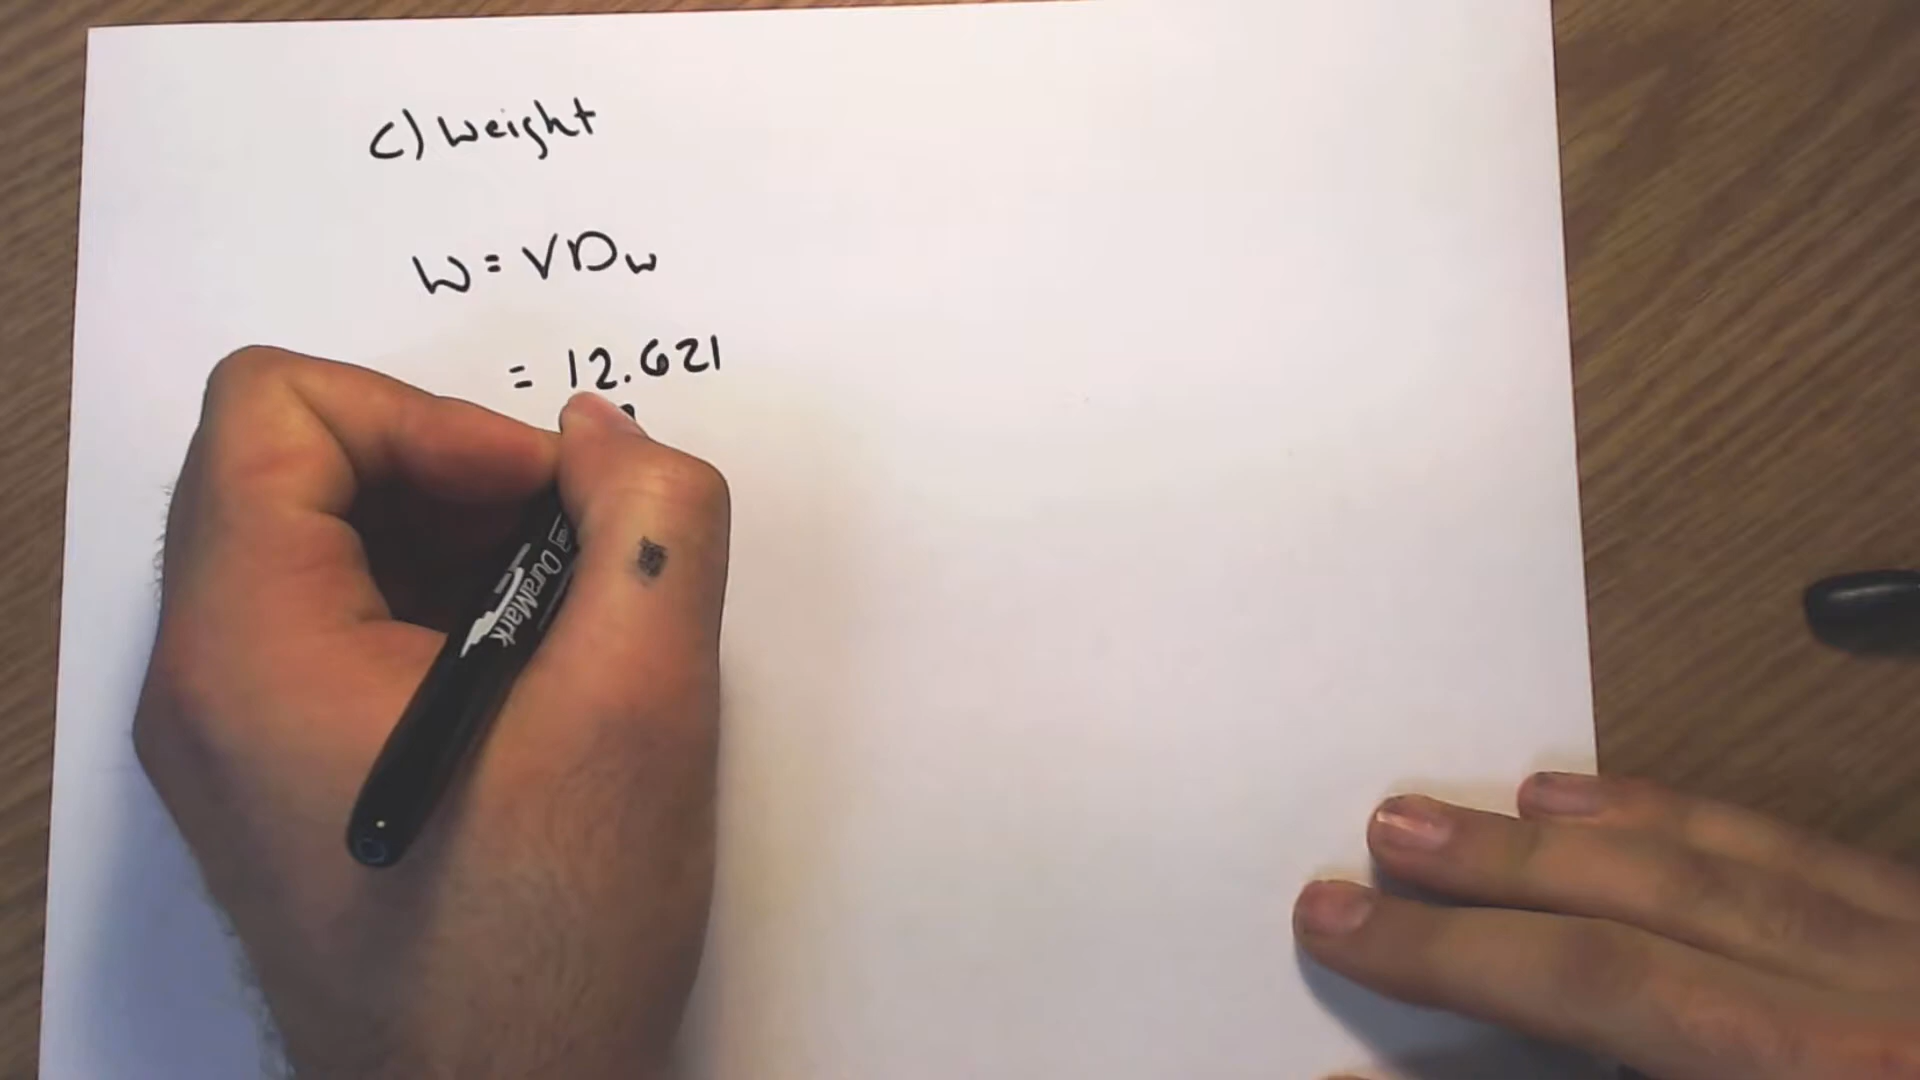 C) Weight
W = VDw
= 12.621
DuraMark